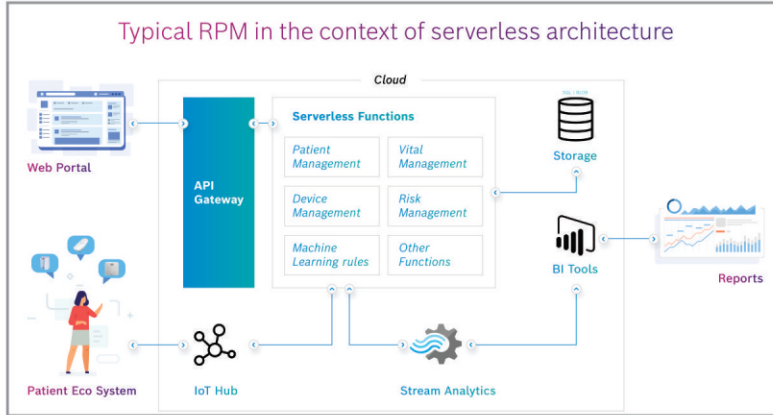 Typical RPM in the context of serverless architecture
Cloud
Web Portal
API
Gateway
Serverless Functions
Patient
Management
Vital
Management
Device
Management
Risk
Management
Machine
Learning rules
Other
Functions
SQL / BLOB
Storage
BI Tools
Reports
Patient Eco System
IoT Hub
Stream Analytics